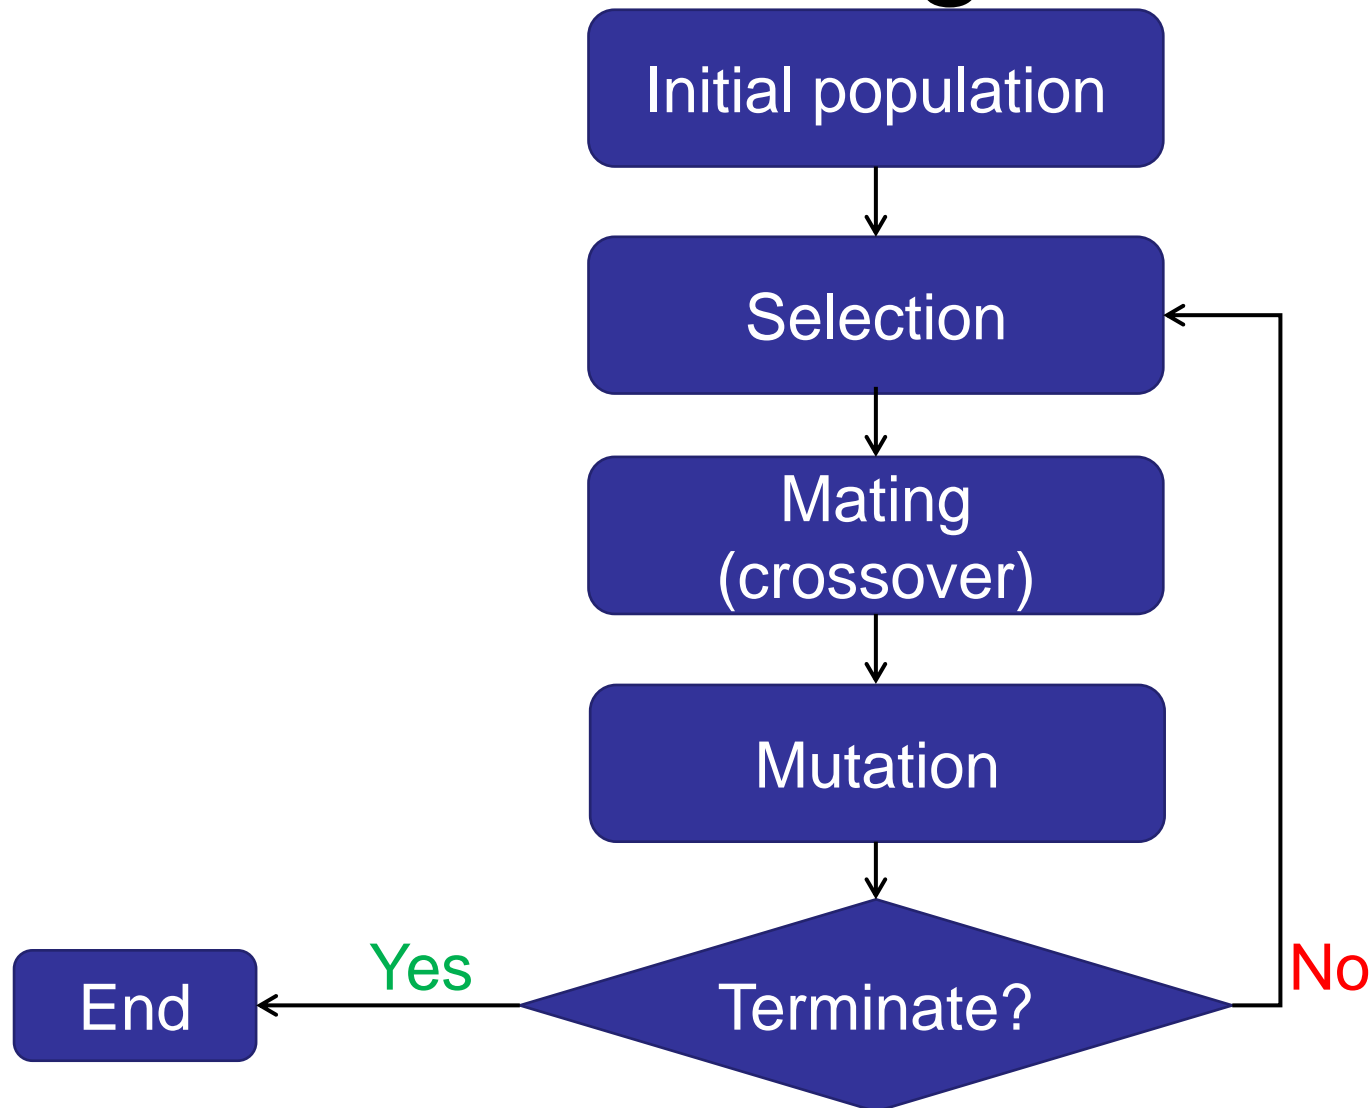 Initial population
Selection
Mating
(crossover)
Mutation
Terminate?
Yes
No
End